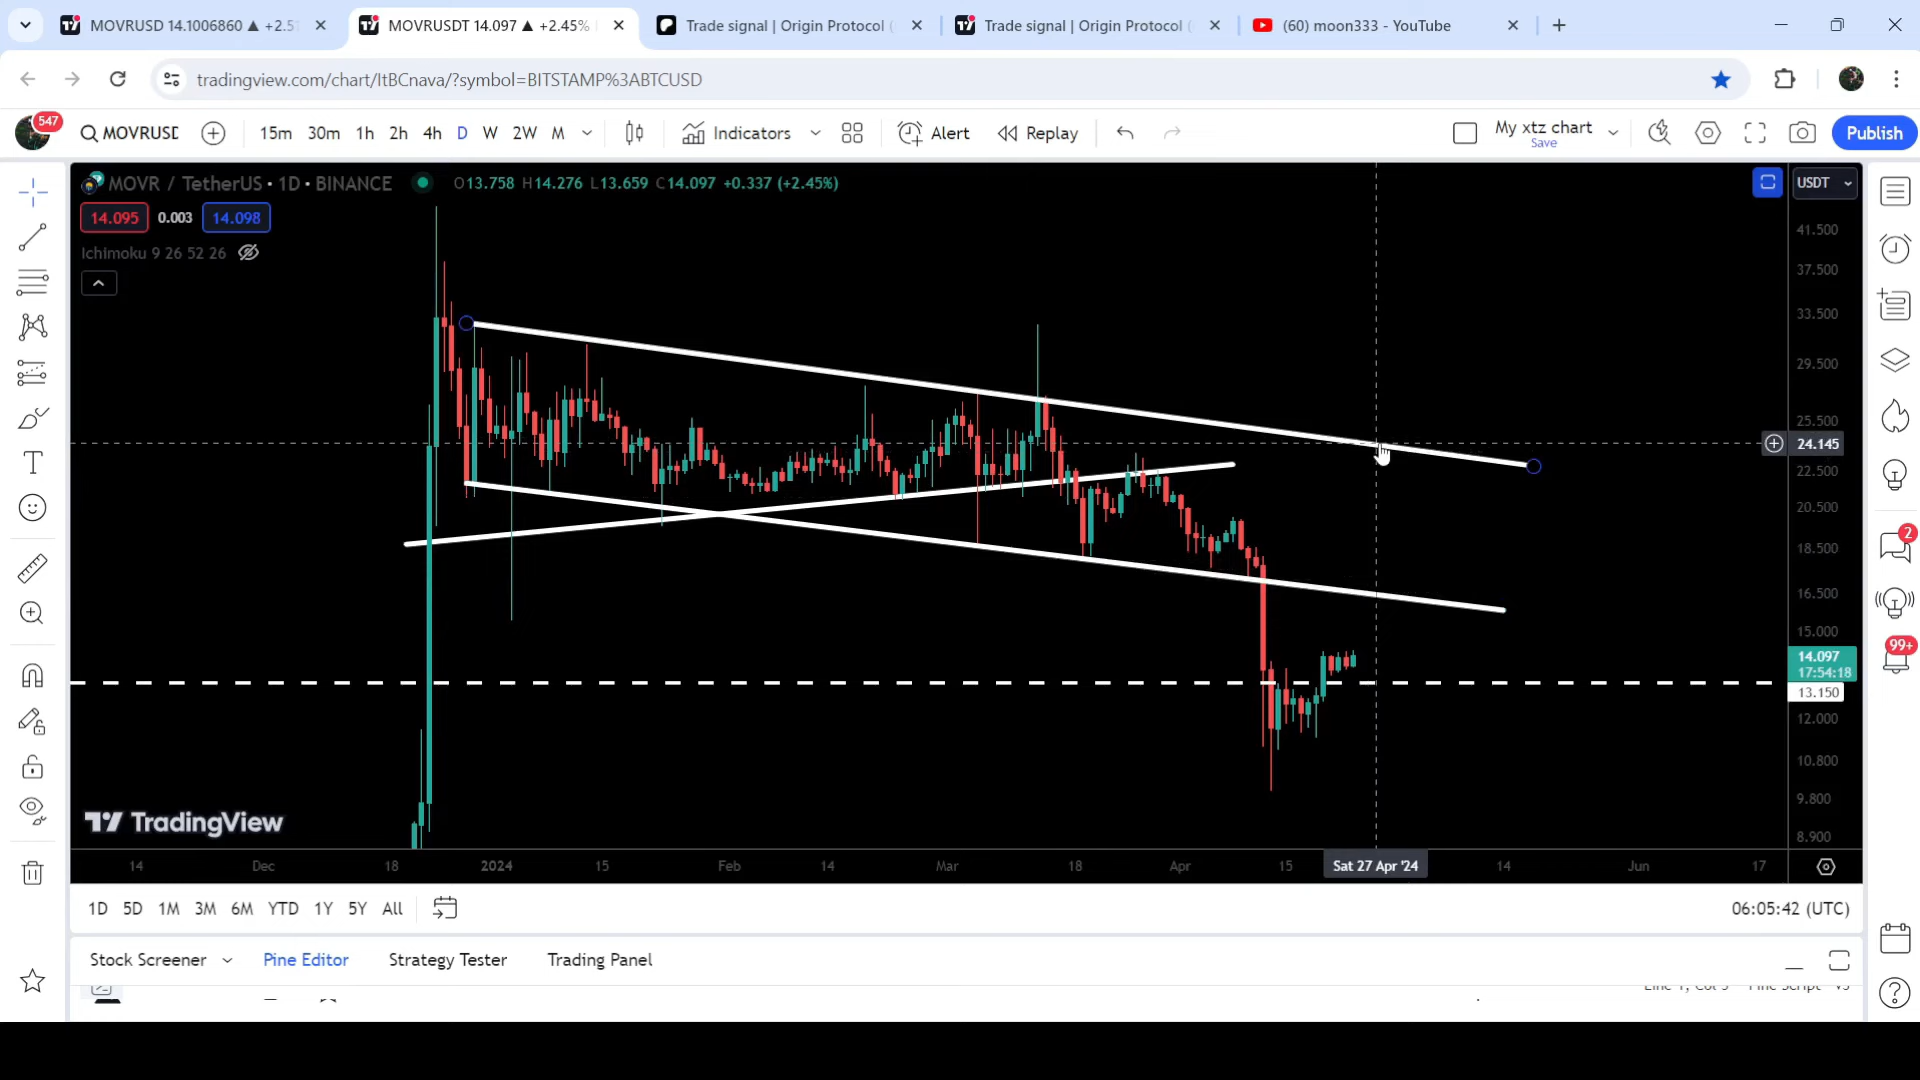 MOVRUSD 14.1006860 ▲ +2.5
MOVRUSDT 14.097 ▲ +2.45%
Trade signal | Origin Protocol (
Trade signal | Origin Protocol (
(60) moon333 - YouTube
tradingview.com/chart/ItBCnava/?symbol=BITSTAMP%3ABTCUSD
547
MOVRUSD
15m 30m 1h 2h 4h D W 2W M
Indicators
Alert
Replay
My xtz chart
Save
Publish
MOVR / TetherUS • 1D • BINANCE
O13.758 H14.276 L13.659 C14.097 +0.337 (+2.45%)
USDT
14.095 0.003 14.098
Ichimoku 9 26 52 26
41.500
37.500
33.500
29.500
25.500
24.145
22.500
20.500
18.500
16.500
15.000
14.097
17:54:18
13.150
12.000
10.800
9.800
8.900
2
99+
TradingView
14 Dec 18 2024 15 Feb 14 Mar 18 Apr 15 Sat 27 Apr '24 14 Jun 17
1D 5D 1M 3M 6M YTD 1Y 5Y All
06:05:42 (UTC)
Stock Screener Pine Editor Strategy Tester Trading Panel